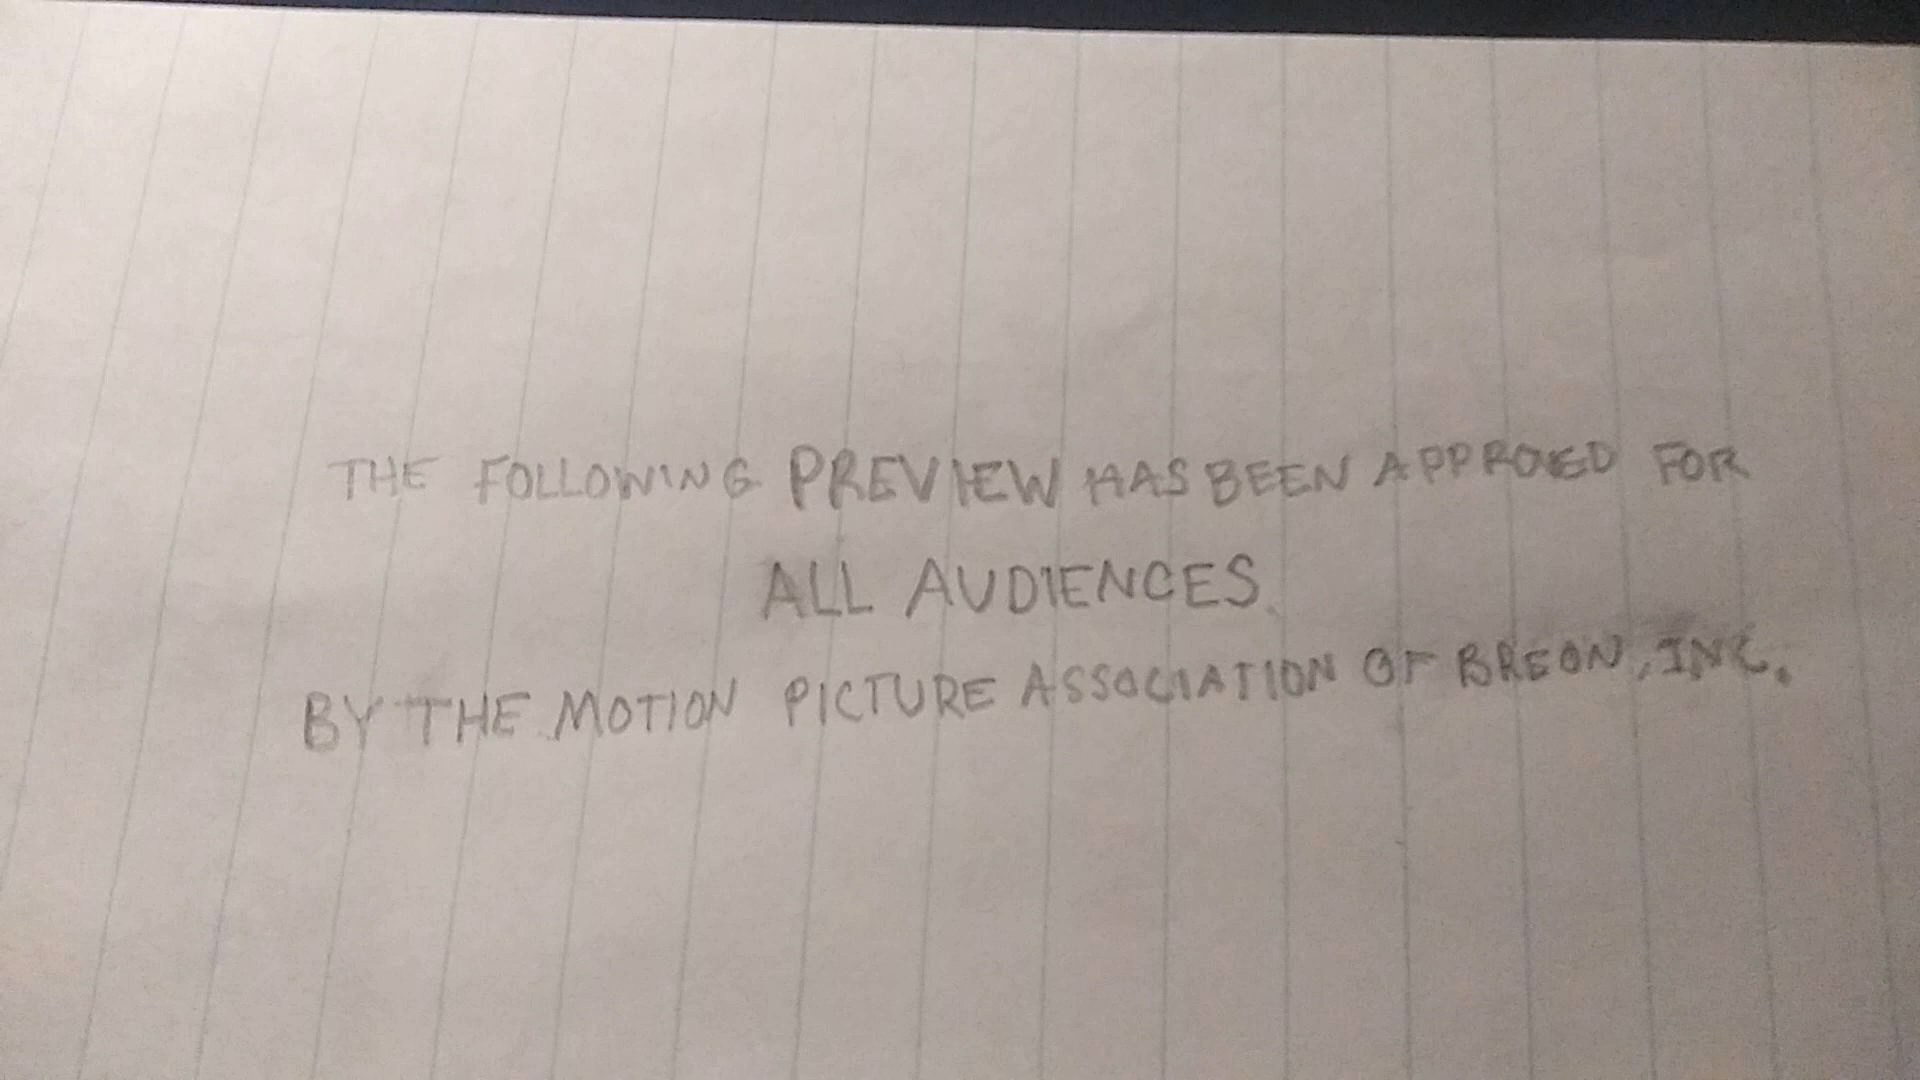 THE FOLLOWING PREVIEW HAS BEEN APPROVED FOR
ALL AUDIENCES.
BY THE MOTION PICTURE ASSOCIATION OF BREON, INC.